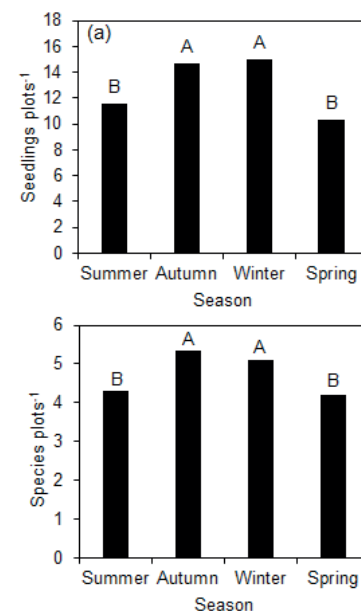 (a)
Seedlings plots-1
18
16
14
12
10
8
6
4
2
0
B
A
A
B
Summer Autumn Winter Spring
Season
Species plots-1
6
5
4
3
2
1
0
B
A
A
B
Summer Autumn Winter Spring
Season